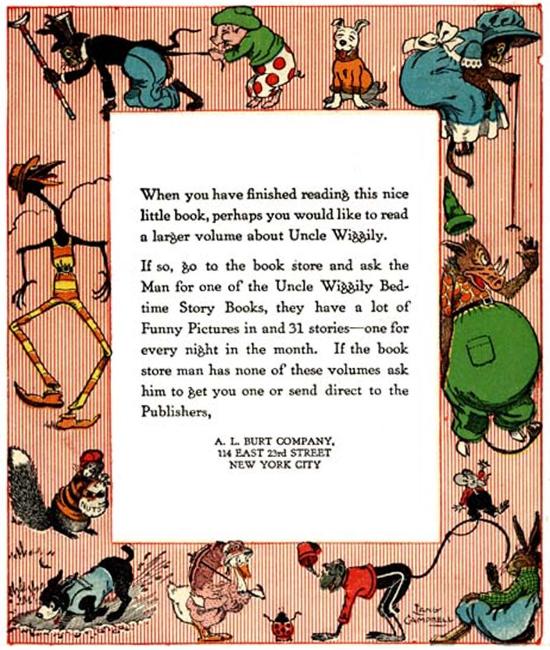 When you have finished reading this nice
little book, perhaps you would like to read
a larger volume about Uncle Wiggily.
If so, go to the book store and ask the
Man for one of the Uncle Wiggily Bed-
time Story Books, they have a lot of
Funny Pictures in and 31 stories—one for
every night in the month. If the book
store man has none of these volumes ask
him to get you one or send direct to the
Publishers,
A. L. BURT COMPANY,
114 EAST 23rd STREET
NEW YORK CITY
NUTS
LANG
CAMPBELL